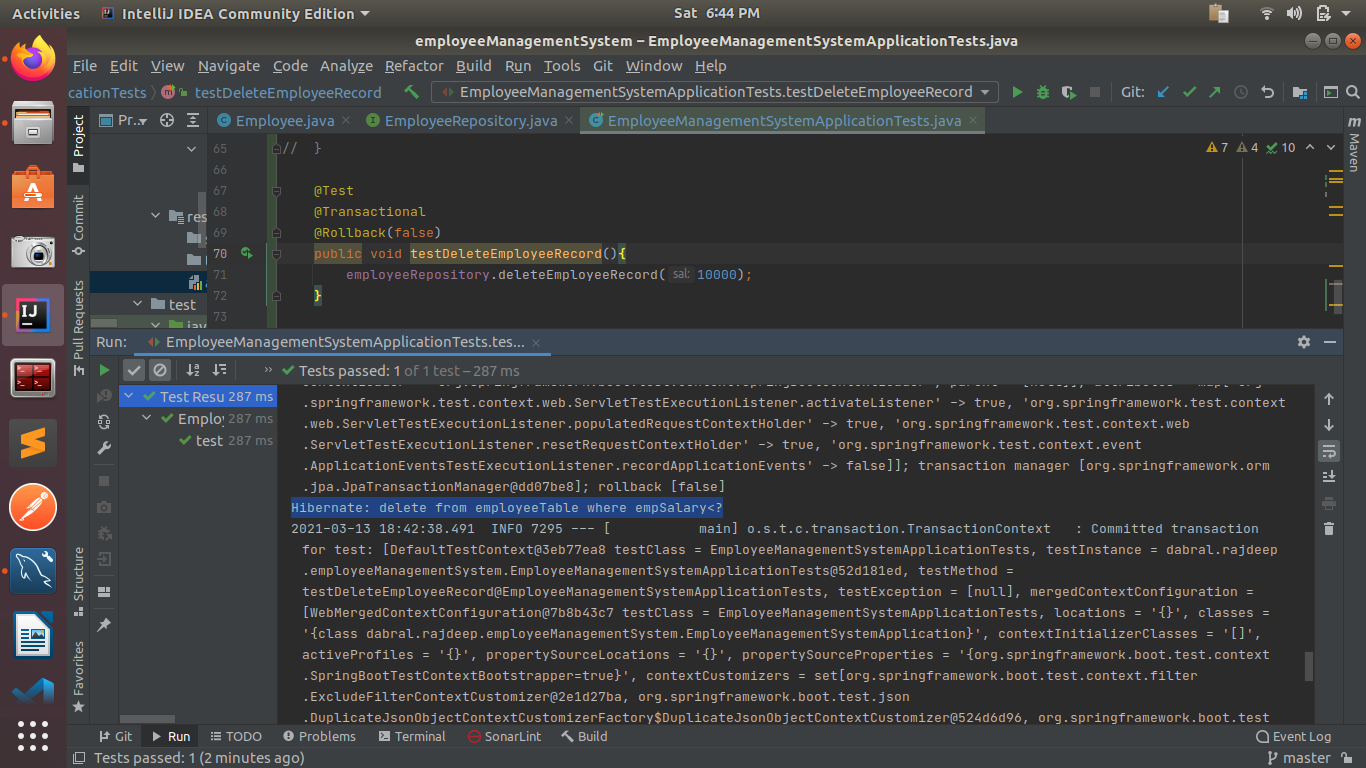 Activities IntelliJ IDEA Community Edition Sat 6:44 PM
employeeManagementSystem – EmployeeManagementSystemApplicationTests.java
File Edit View Navigate Code Analyze Refactor Build Run Tools Git Window Help
cationTests testDeleteEmployeeRecord EmployeeManagementSystemApplicationTests.testDeleteEmployeeRecord Git:
Project
Commit
Pull Requests
Structure
Favorites
Maven
Pr... Employee.java EmployeeRepository.java EmployeeManagementSystemApplicationTests.java
res
test
jav
7 4 10
65 // }
66
67 @Test
68 @Transactional
69 @Rollback(false)
70 public void testDeleteEmployeeRecord(){
71 employeeRepository.deleteEmployeeRecord( sal: 10000);
72 }
73
Run: EmployeeManagementSystemApplicationTests.tes...
Tests passed: 1 of 1 test – 287 ms
Test Resu 287 ms
Emplo 287 ms
test 287 ms
.springframework.test.context.web.ServletTestExecutionListener.activateListener' -> true, 'org.springframework.test.context
.web.ServletTestExecutionListener.populatedRequestContextHolder' -> true, 'org.springframework.test.context.web
.ServletTestExecutionListener.resetRequestContextHolder' -> true, 'org.springframework.test.context.event
.ApplicationEventsTestExecutionListener.recordApplicationEvents' -> false]]; transaction manager [org.springframework.orm
.jpa.JpaTransactionManager@dd07be8]; rollback [false]
Hibernate: delete from employeeTable where empSalary<?
2021-03-13 18:42:38.491 INFO 7295 --- [ main] o.s.t.c.transaction.TransactionContext : Committed transaction
for test: [DefaultTestContext@3eb77ea8 testClass = EmployeeManagementSystemApplicationTests, testInstance = dabral.rajdeep
.employeeManagementSystem.EmployeeManagementSystemApplicationTests@52d181ed, testMethod =
testDeleteEmployeeRecord@EmployeeManagementSystemApplicationTests, testException = [null], mergedContextConfiguration =
[WebMergedContextConfiguration@7b8b43c7 testClass = EmployeeManagementSystemApplicationTests, locations = '{}', classes =
'{class dabral.rajdeep.employeeManagementSystem.EmployeeManagementSystemApplication}', contextInitializerClasses = '[]',
activeProfiles = '{}', propertySourceLocations = '{}', propertySourceProperties = '{org.springframework.boot.test.context
.SpringBootTestContextBootstrapper=true}', contextCustomizers = set[org.springframework.boot.test.context.filter
.ExcludeFilterContextCustomizer@2e1d27ba, org.springframework.boot.test.json
.DuplicateJsonObjectContextCustomizerFactory$DuplicateJsonObjectContextCustomizer@524d6d96, org.springframework.boot.test
Git Run TODO Problems Terminal SonarLint Build Event Log
Tests passed: 1 (2 minutes ago) master